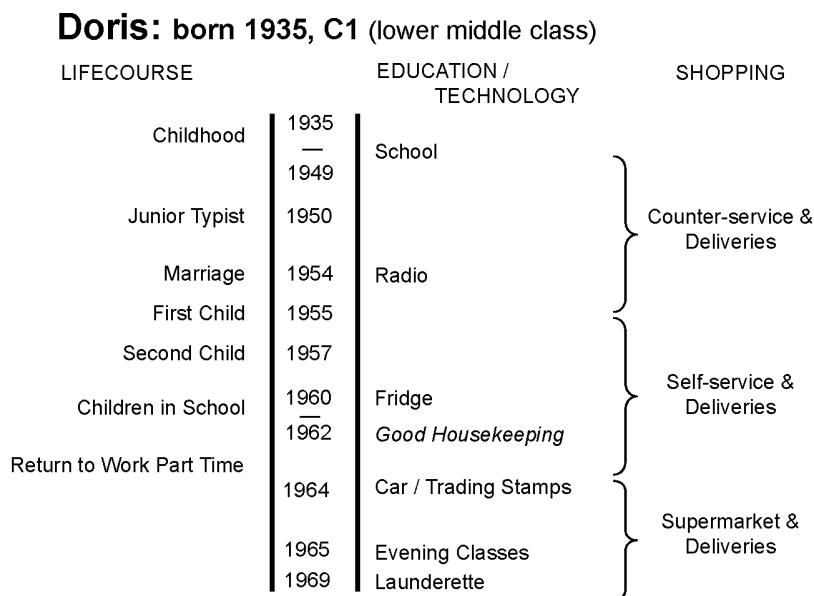 Doris: born 1935, C1 (lower middle class)
LIFECOURSE
EDUCATION /
TECHNOLOGY
SHOPPING
Childhood
1935
—
1949
School
Junior Typist
1950
Counter-service &
Deliveries
Marriage
1954
Radio
First Child
1955
Second Child
1957
Children in School
1960
—
1962
Fridge
Good Housekeeping
Self-service &
Deliveries
Return to Work Part Time
1964
Car / Trading Stamps
Supermarket &
Deliveries
1965
Evening Classes
1969
Launderette